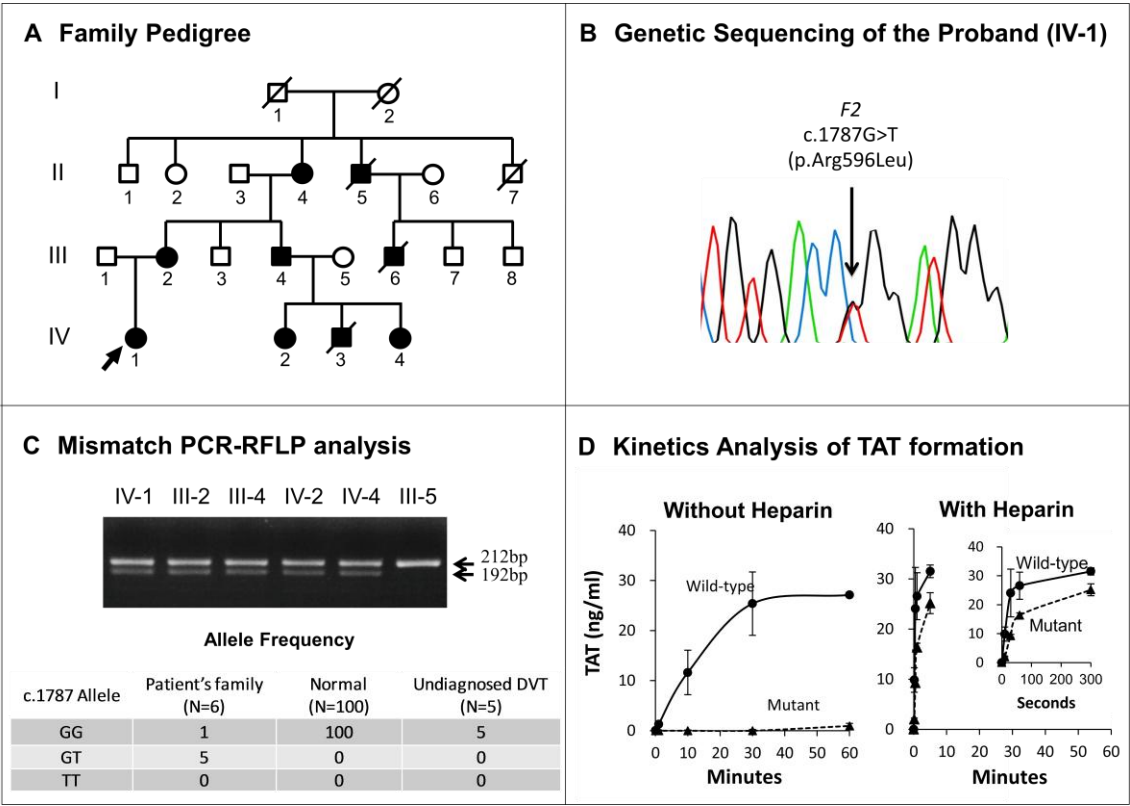 A Family Pedigree
I
1 2
II
1 2 3 4 5 6 7
III
1 2 3 4 5 6 7 8
IV
1 2 3 4
B Genetic Sequencing of the Proband (IV-1)
F2
c.1787G>T
(p.Arg596Leu)
C Mismatch PCR-RFLP analysis
IV-1 III-2 III-4 IV-2 IV-4 III-5
212bp
192bp
Allele Frequency
c.1787 Allele Patient's family (N=6) Normal (N=100) Undiagnosed DVT (N=5)
GG 1 100 5
GT 5 0 0
TT 0 0 0
D Kinetics Analysis of TAT formation
Without Heparin
TAT (ng/ml)
40
30
20
10
0
Wild-type
Mutant
0 10 20 30 40 50 60
Minutes
With Heparin
40
30
20
10
0
0 10 20 30 40 50 60
Minutes
40
30
20
10
0
Wild-type
Mutant
0 100 200 300
Seconds